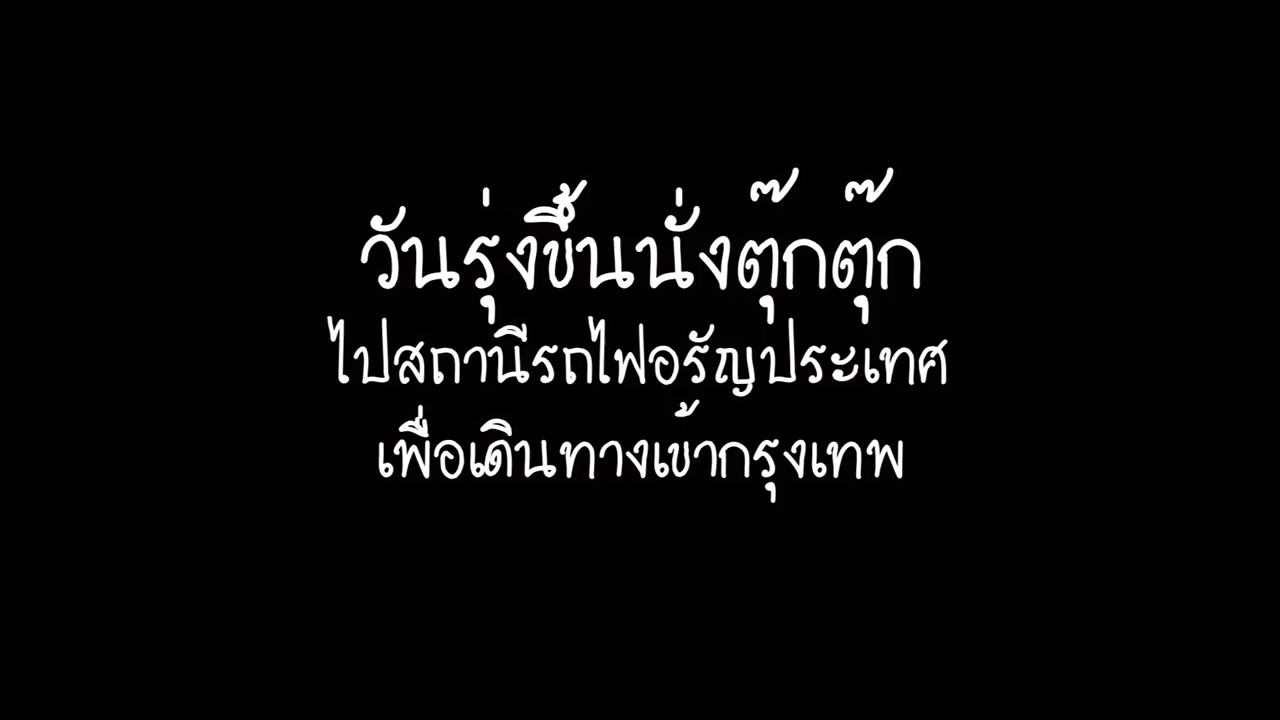 วันรุ่งขึ้นนั่งตุ๊กตุ๊ก
ไปสถานีรถไฟอรัญประเทศ
เพื่อเดินทางเข้ากรุงเทพ